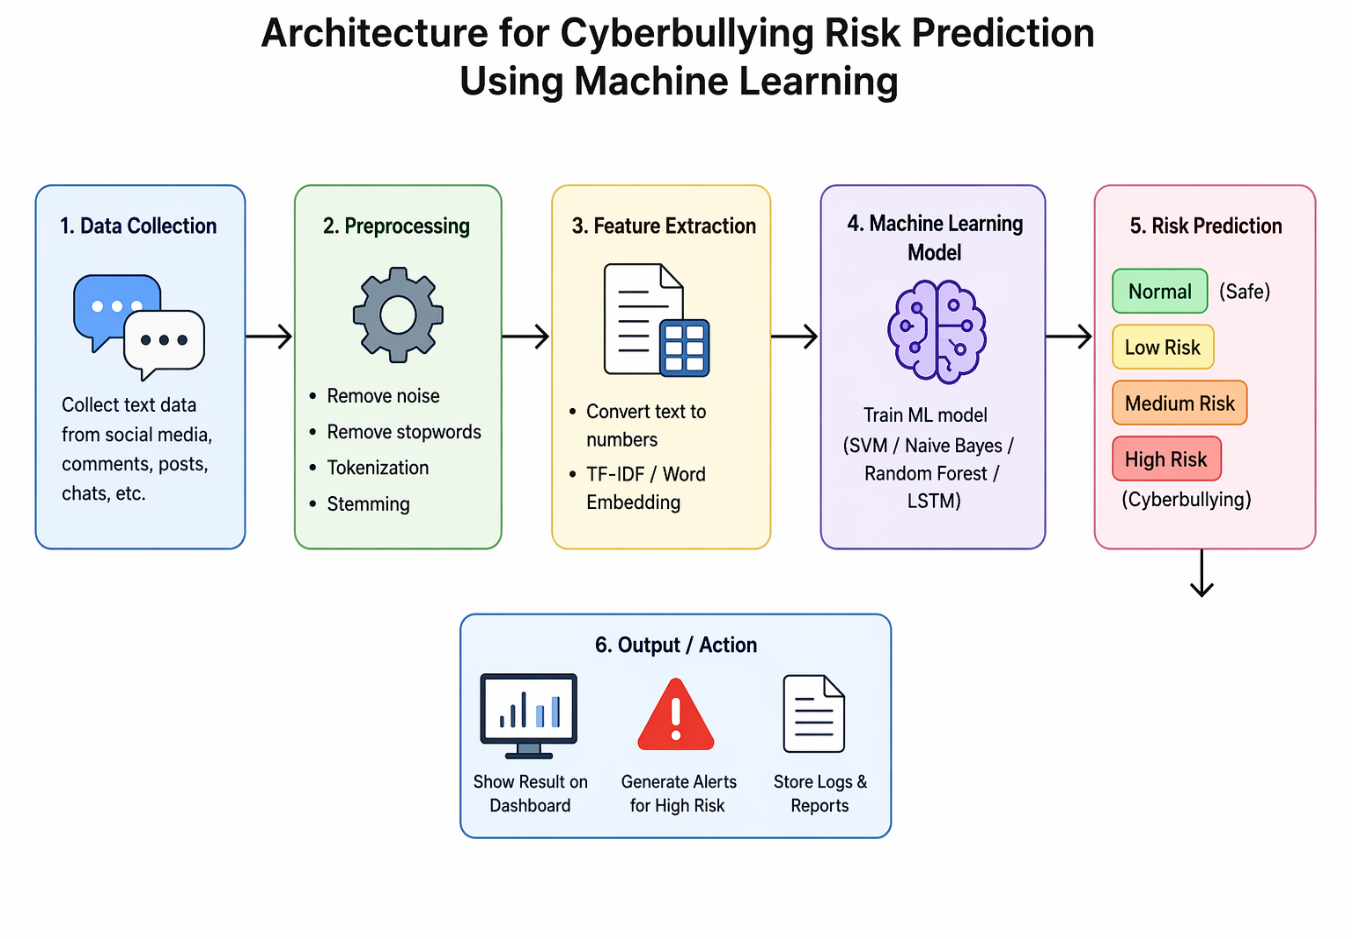 Architecture for Cyberbullying Risk Prediction
Using Machine Learning
1. Data Collection
Collect text data
from social media,
comments, posts,
chats, etc.
2. Preprocessing
• Remove noise
• Remove stopwords
• Tokenization
• Stemming
3. Feature Extraction
• Convert text to
numbers
• TF-IDF / Word
Embedding
4. Machine Learning
Model
Train ML model
(SVM / Naive Bayes /
Random Forest /
LSTM)
5. Risk Prediction
Normal (Safe)
Low Risk
Medium Risk
High Risk
(Cyberbullying)
6. Output / Action
Show Result on
Dashboard
Generate Alerts
for High Risk
Store Logs &
Reports